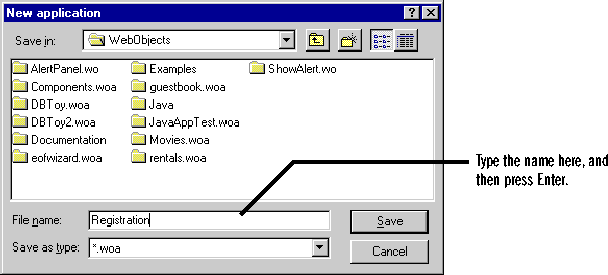 New application
Save in: WebObjects
AlertPanel.wo Examples ShowAlert.wo
Components.woa guestbook.woa
DBToy.woa Java
DBToy2.woa JavaAppTest.woa
Documentation Movies.woa
eofwizard.woa rentals.woa
Type the name here, and
then press Enter.
File name: Registration Save
Save as type: *.woa Cancel